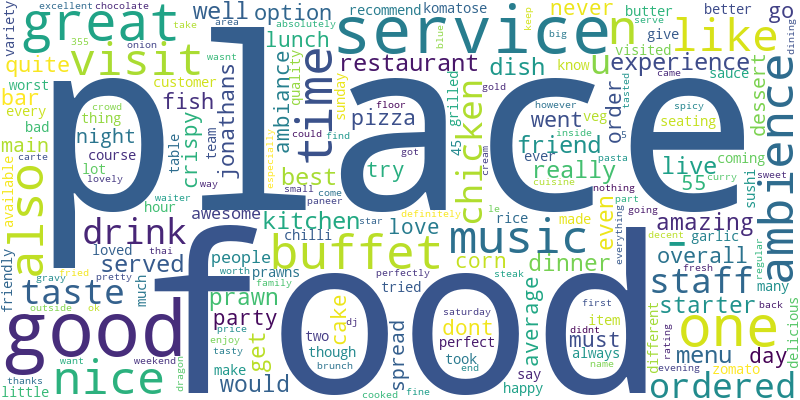 place
food
good
service
great
visit
nice
also
buffet
music
time
chicken
like
one
ambience
staff
taste
drink
ordered
n
u
well
option
restaurant
lunch
fish
quite
bar
never
go
dish
experience
recommend
komatose
butter
better
variety
excellent
chocolate
take
area
absolutely
serve
blue
keep
big
give
visited
know
sauce
dessert
dining
worst
every
355
onion
wasnt
customer
ambiance
quality
sunday
floor
gold
however
came
tasted
spicy
order
main
bad
thing
crowd
night
course
carte
lovely
lot
available
table
crispy
team
jonathans
way
waiter
especially
could
find
pizza
got
try
best
small
come
paneer
star
grilled
45
cream
went
friend
ever
really
inside
veg
5
seating
pasta
nothing
cuisine
part
live
55
coming
sushi
curry
sweet
amazing
going
everything
le
rice
made
even
garlic
decent
fresh
regular
overall
many
starter
back
menu
day
must
always
item
didnt
first
different
rating
evening
name
zomato
delicious
awesome
kitchen
love
definitely
loved
thai
served
people
chilli
prawns
worth
family
perfectly
tried
corn
dinner
steak
friendly
gravy
fried
pretty
much
outside
ok
prawn
party
price
enjoy
tasty
get
cake
dj
two
though
brunch
spread
saturday
dont
perfect
took
end
average
say
happy
fine
cooked
would
make
dragon
weekend
want
thanks
little